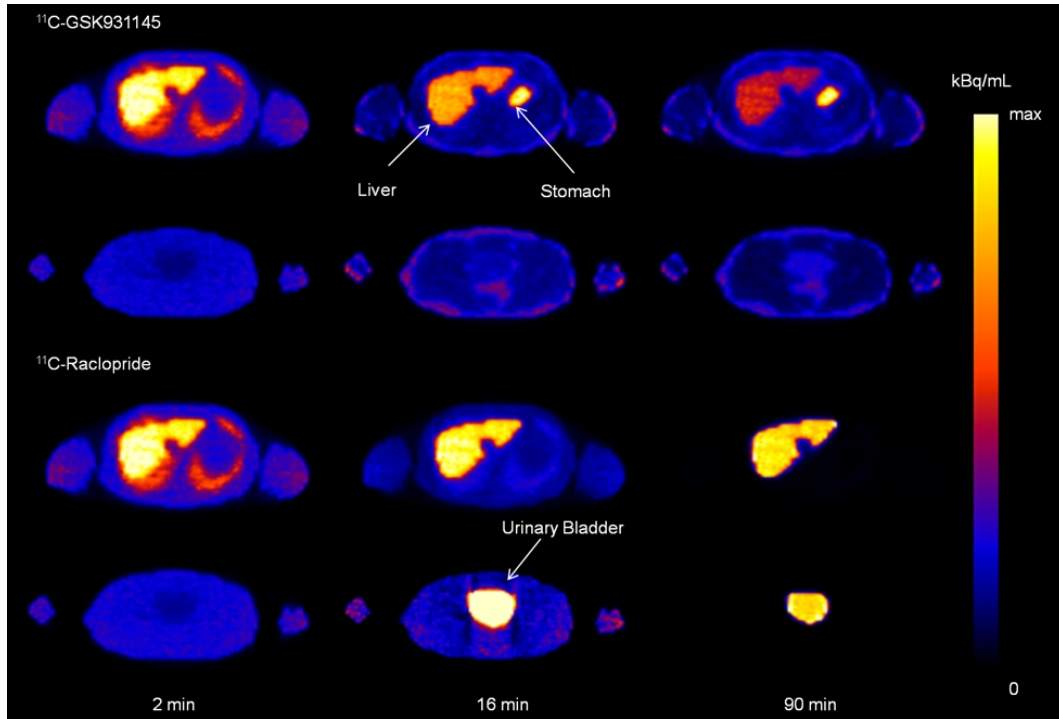 ¹¹C-GSK931145
kBq/mL
max
Liver
Stomach
¹¹C-Raclopride
Urinary Bladder
0
2 min
16 min
90 min